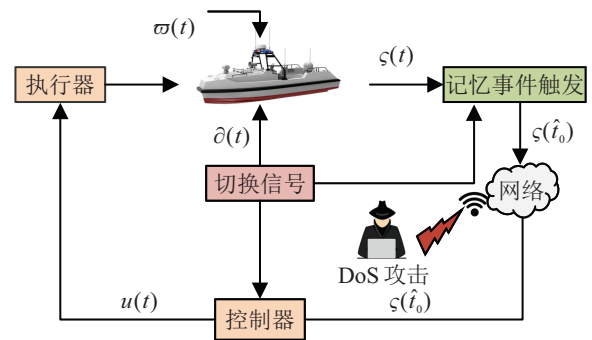 ϖ(t)
执行器
ς(t)
记忆事件触发
∂(t)
ς(t̂₀)
切换信号
网络
DoS 攻击
u(t)
ς(t̂₀)
控制器